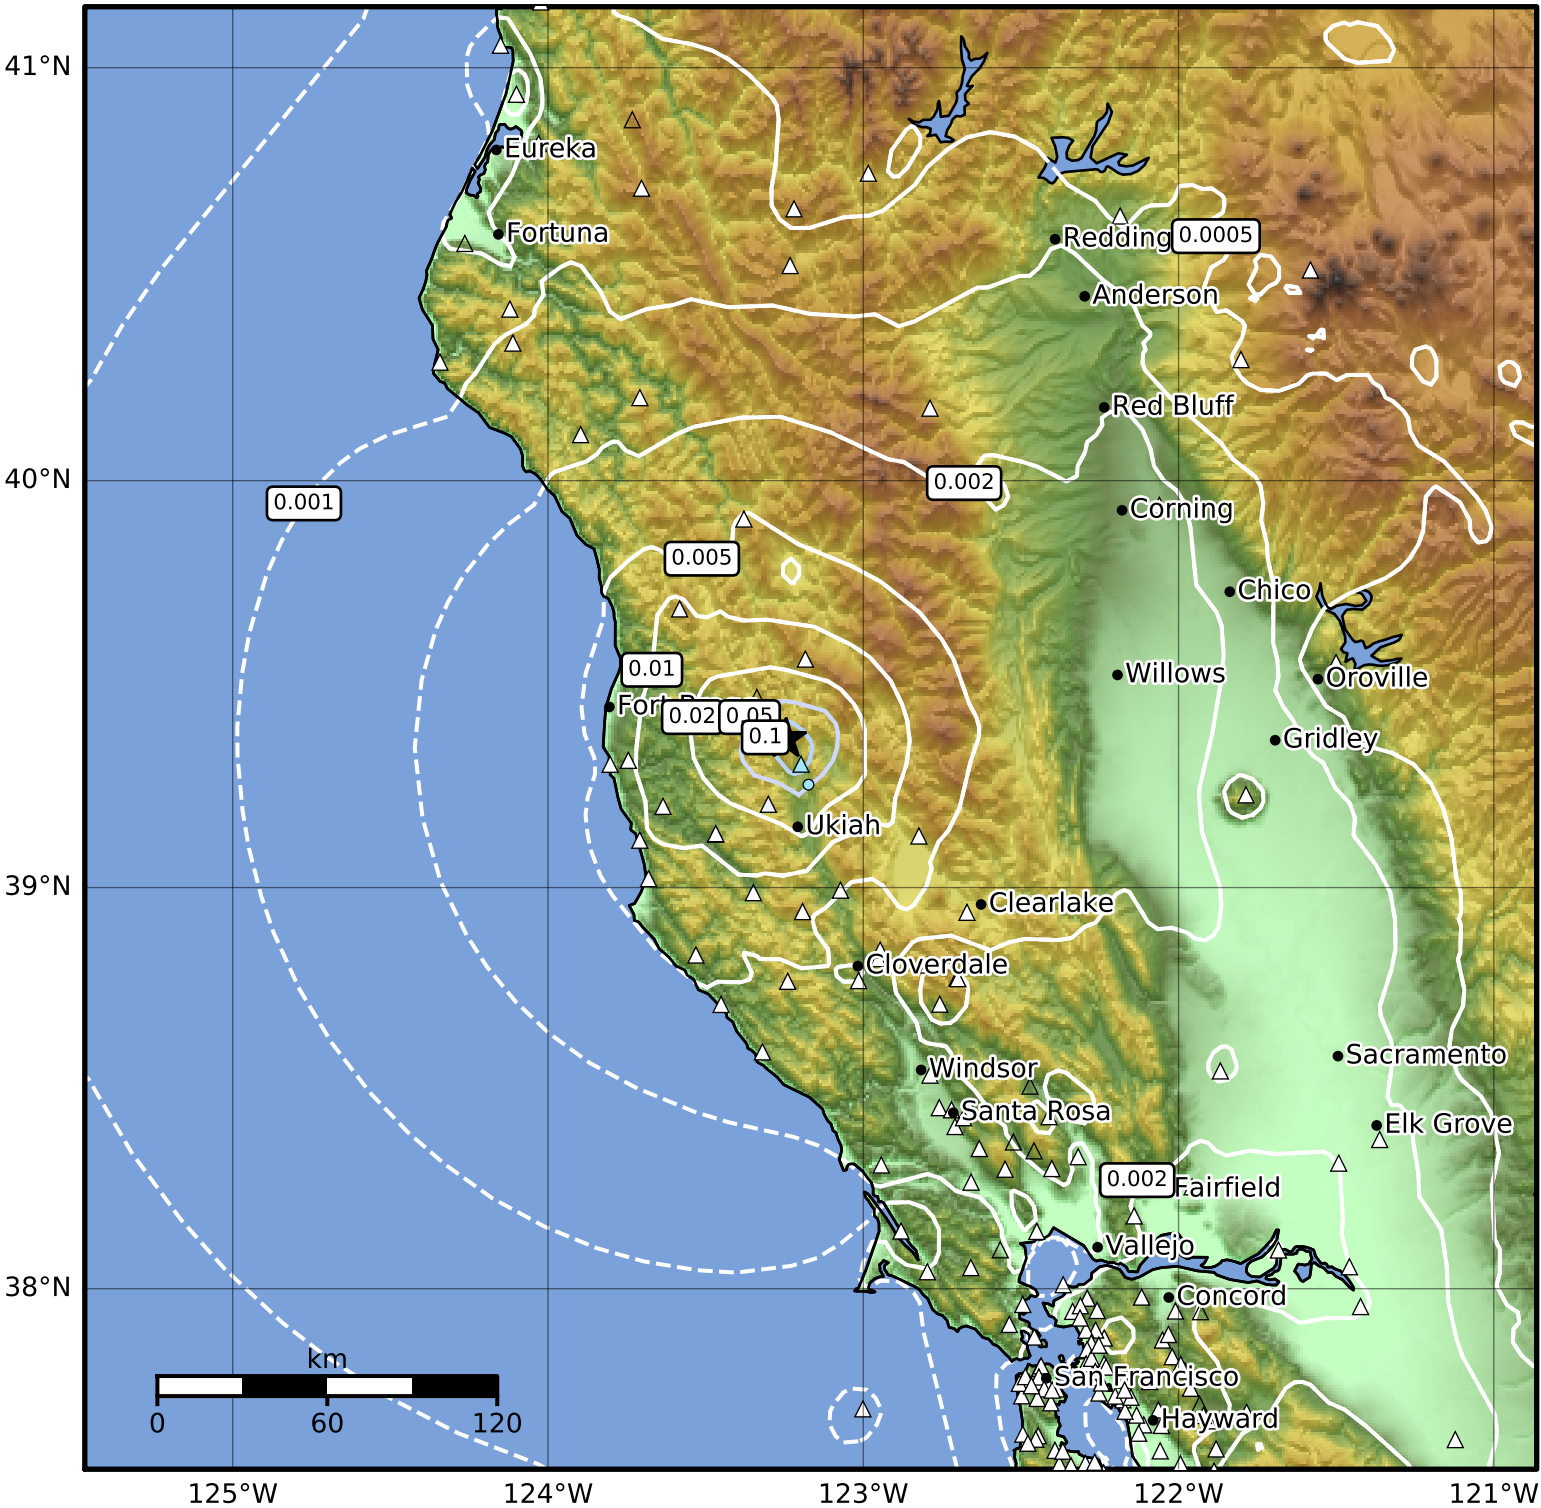 41°N
Eureka
Fortuna
Redding
0.0005
Anderson
Red Bluff
40°N
0.002
0.001
Corning
0.005
Chico
0.01
Willows
Oroville
Fort
0.02
0.05
0.1
Gridley
Ukiah
39°N
Clearlake
Cloverdale
Sacramento
Windsor
Santa Rosa
Elk Grove
0.002
Fairfield
Vallejo
38°N
Concord
km
San Francisco
0
60
120
Hayward
125°W
124°W
123°W
122°W
121°W